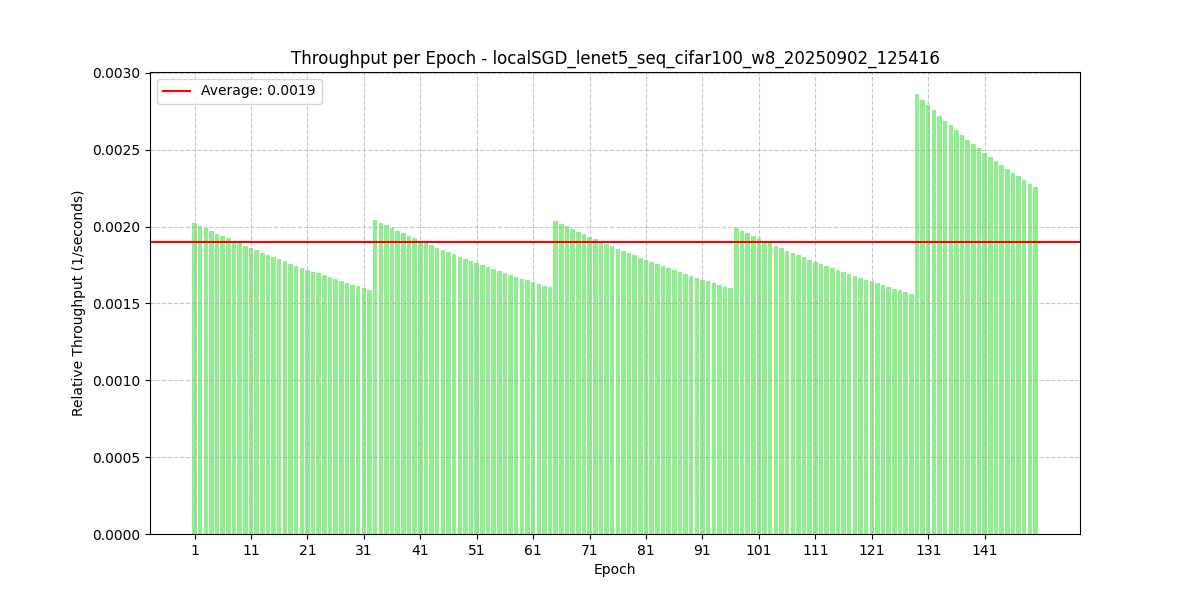 Throughput per Epoch - localSGD_lenet5_seq_cifar100_w8_20250902_125416
Average: 0.0019
Relative Throughput (1/seconds)
0.0030
0.0025
0.0020
0.0015
0.0010
0.0005
0.0000
1 11 21 31 41 51 61 71 81 91 101 111 121 131 141
Epoch